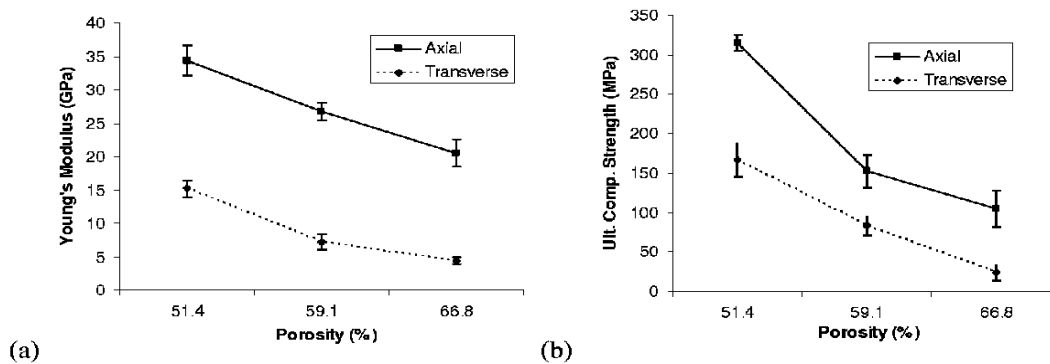 40
35
30
25
20
15
10
5
0
Young's Modulus (GPa)
Axial
Transverse
51.4 59.1 66.8
Porosity (%)
(a)
350
300
250
200
150
100
50
0
Ult. Comp. Strength (MPa)
Axial
Transverse
51.4 59.1 66.8
Porosity (%)
(b)